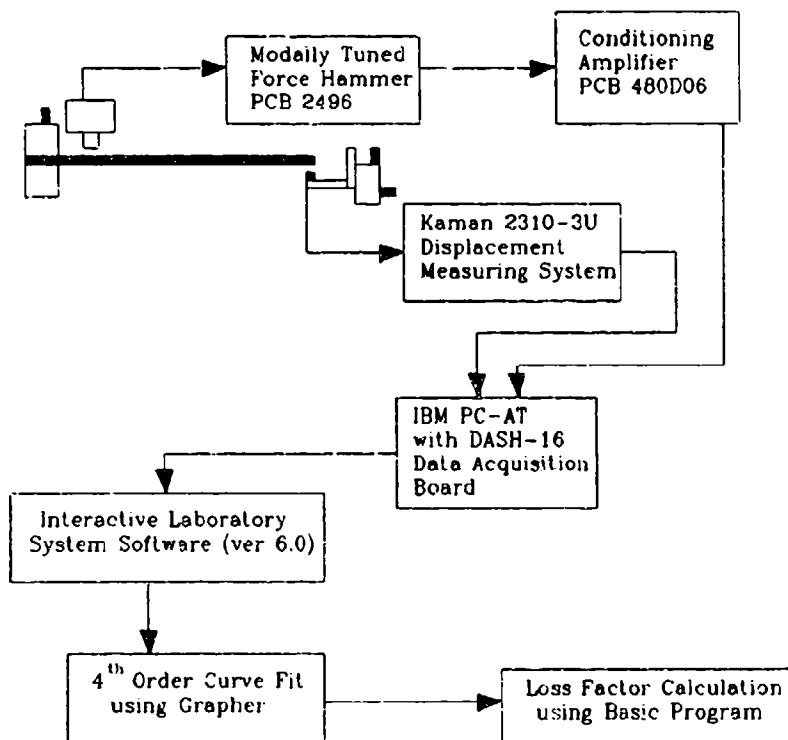 Modally Tuned
Force Hammer
PCB 2496
Conditioning
Amplifier
PCB 480D06
Kaman 2310-3U
Displacement
Measuring System
IBM PC-AT
with DASH-16
Data Acquisition
Board
Interactive Laboratory
System Software (ver 6.0)
4th Order Curve Fit
using Grapher
Loss Factor Calculation
using Basic Program